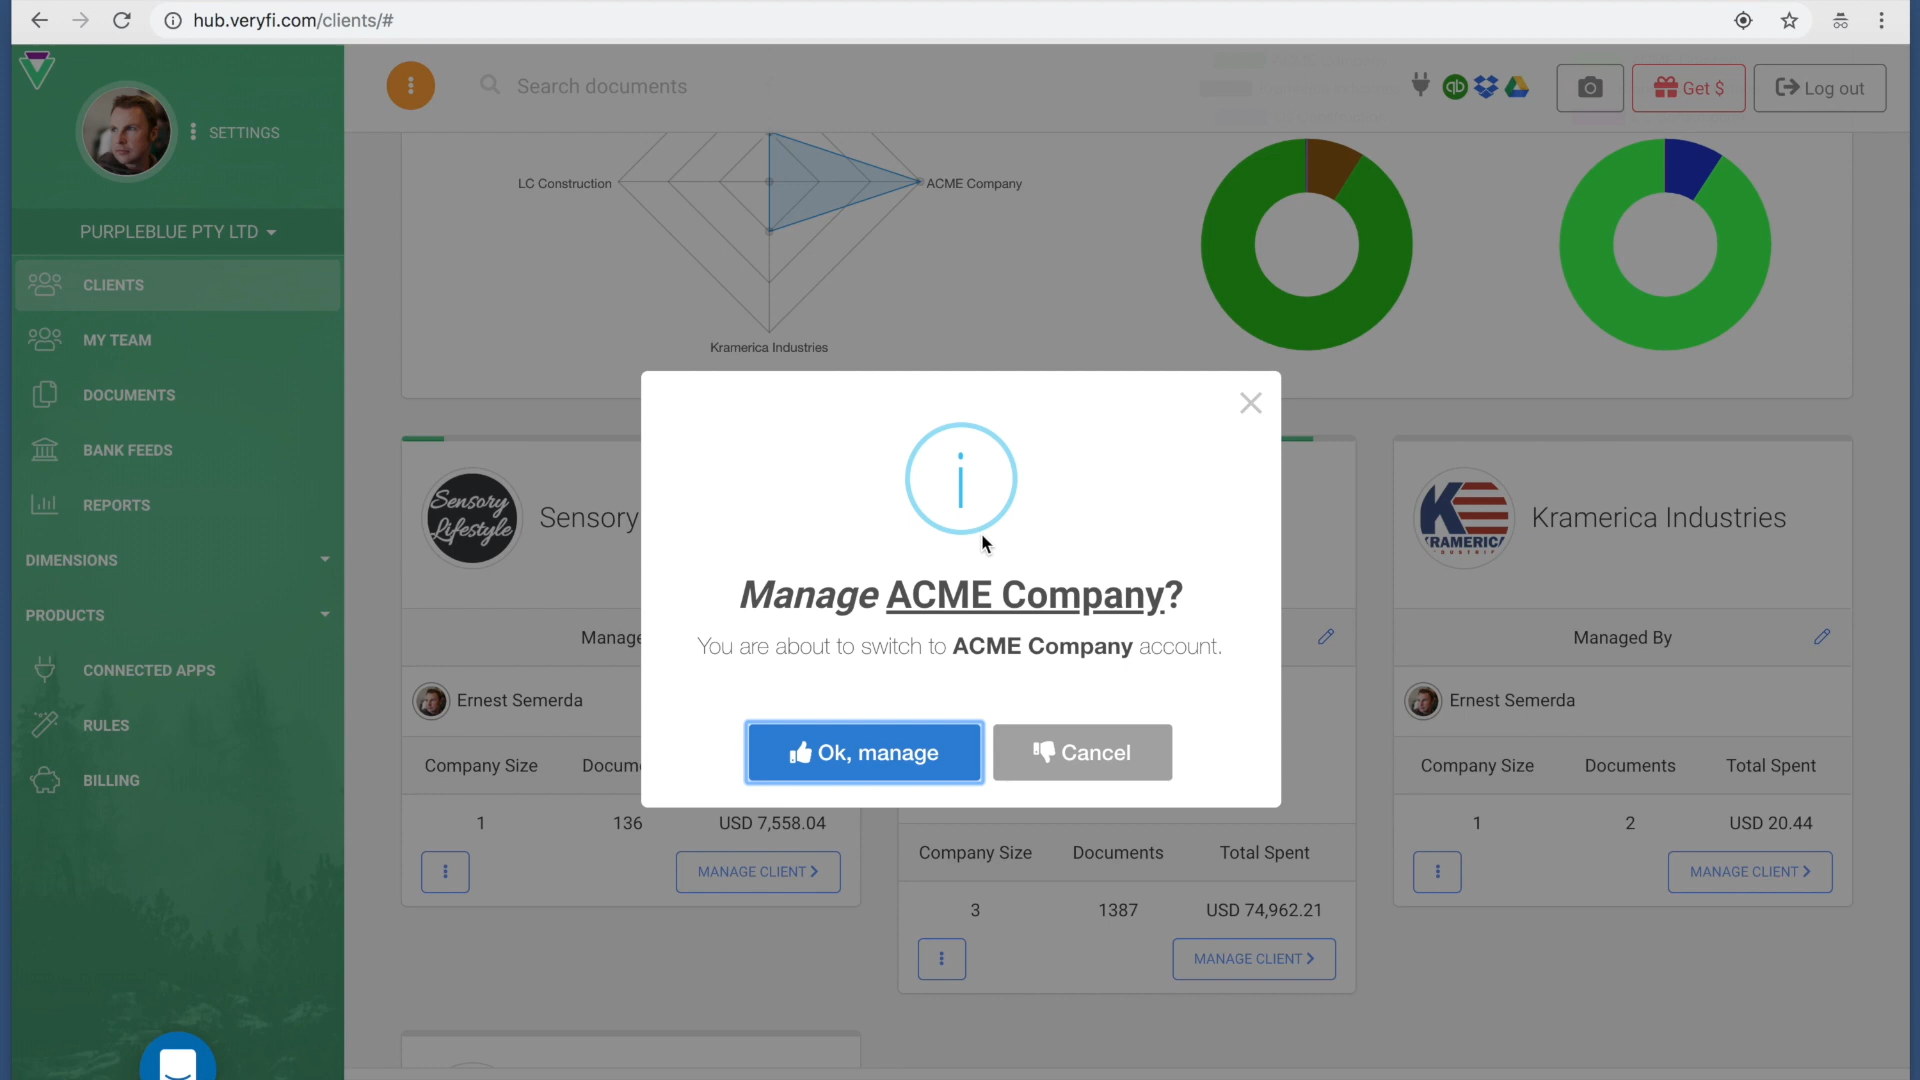 hub.veryfi.com/clients/#
SETTINGS
Search documents
qb
Get $
Log out
PURPLEBLUE PTY LTD
CLIENTS
MY TEAM
DOCUMENTS
BANK FEEDS
REPORTS
DIMENSIONS
PRODUCTS
CONNECTED APPS
RULES
BILLING
LC Construction
ACME Company
Kramerica Industries
Manage ACME Company?
You are about to switch to ACME Company account.
Ok, manage
Cancel
Sensory Lifestyle
Sensory
Manage
Ernest Semerda
Company Size
Docum
1
136
USD 7,558.04
MANAGE CLIENT
Company Size
Documents
Total Spent
3
1387
USD 74,962.21
MANAGE CLIENT
K
RAMERICA
Kramerica Industries
Managed By
Ernest Semerda
Company Size
Documents
Total Spent
1
2
USD 20.44
MANAGE CLIENT